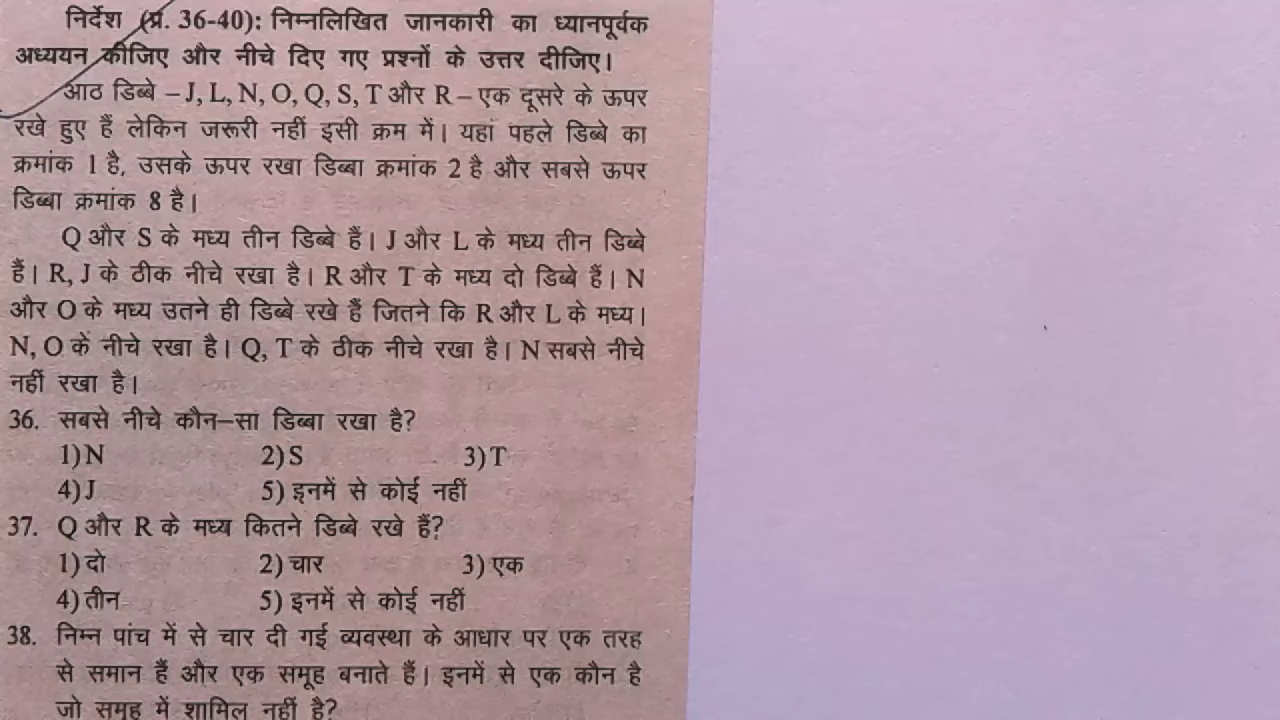 निर्देश (प्र. 36-40): निम्नलिखित जानकारी का ध्यानपूर्वक
अध्ययन कीजिए और नीचे दिए गए प्रश्नों के उत्तर दीजिए।
आठ डिब्बे – J, L, N, O, Q, S, T और R – एक दूसरे के ऊपर
रखे हुए हैं लेकिन जरूरी नहीं इसी क्रम में। यहां पहले डिब्बे का
क्रमांक 1 है, उसके ऊपर रखा डिब्बा क्रमांक 2 है और सबसे ऊपर
डिब्बा क्रमांक 8 है।
Q और S के मध्य तीन डिब्बे हैं। J और L के मध्य तीन डिब्बे
हैं। R, J के ठीक नीचे रखा है। R और T के मध्य दो डिब्बे हैं। N
और O के मध्य उतने ही डिब्बे रखे हैं जितने कि R और L के मध्य।
N, O के नीचे रखा है। Q, T के ठीक नीचे रखा है। N सबसे नीचे
नहीं रखा है।
36. सबसे नीचे कौन–सा डिब्बा रखा है?
1) N 2) S 3) T
4) J 5) इनमें से कोई नहीं
37. Q और R के मध्य कितने डिब्बे रखे हैं?
1) दो 2) चार 3) एक
4) तीन 5) इनमें से कोई नहीं
38. निम्न पांच में से चार दी गई व्यवस्था के आधार पर एक तरह
से समान हैं और एक समूह बनाते हैं। इनमें से एक कौन है
जो समूह में शामिल नहीं है?